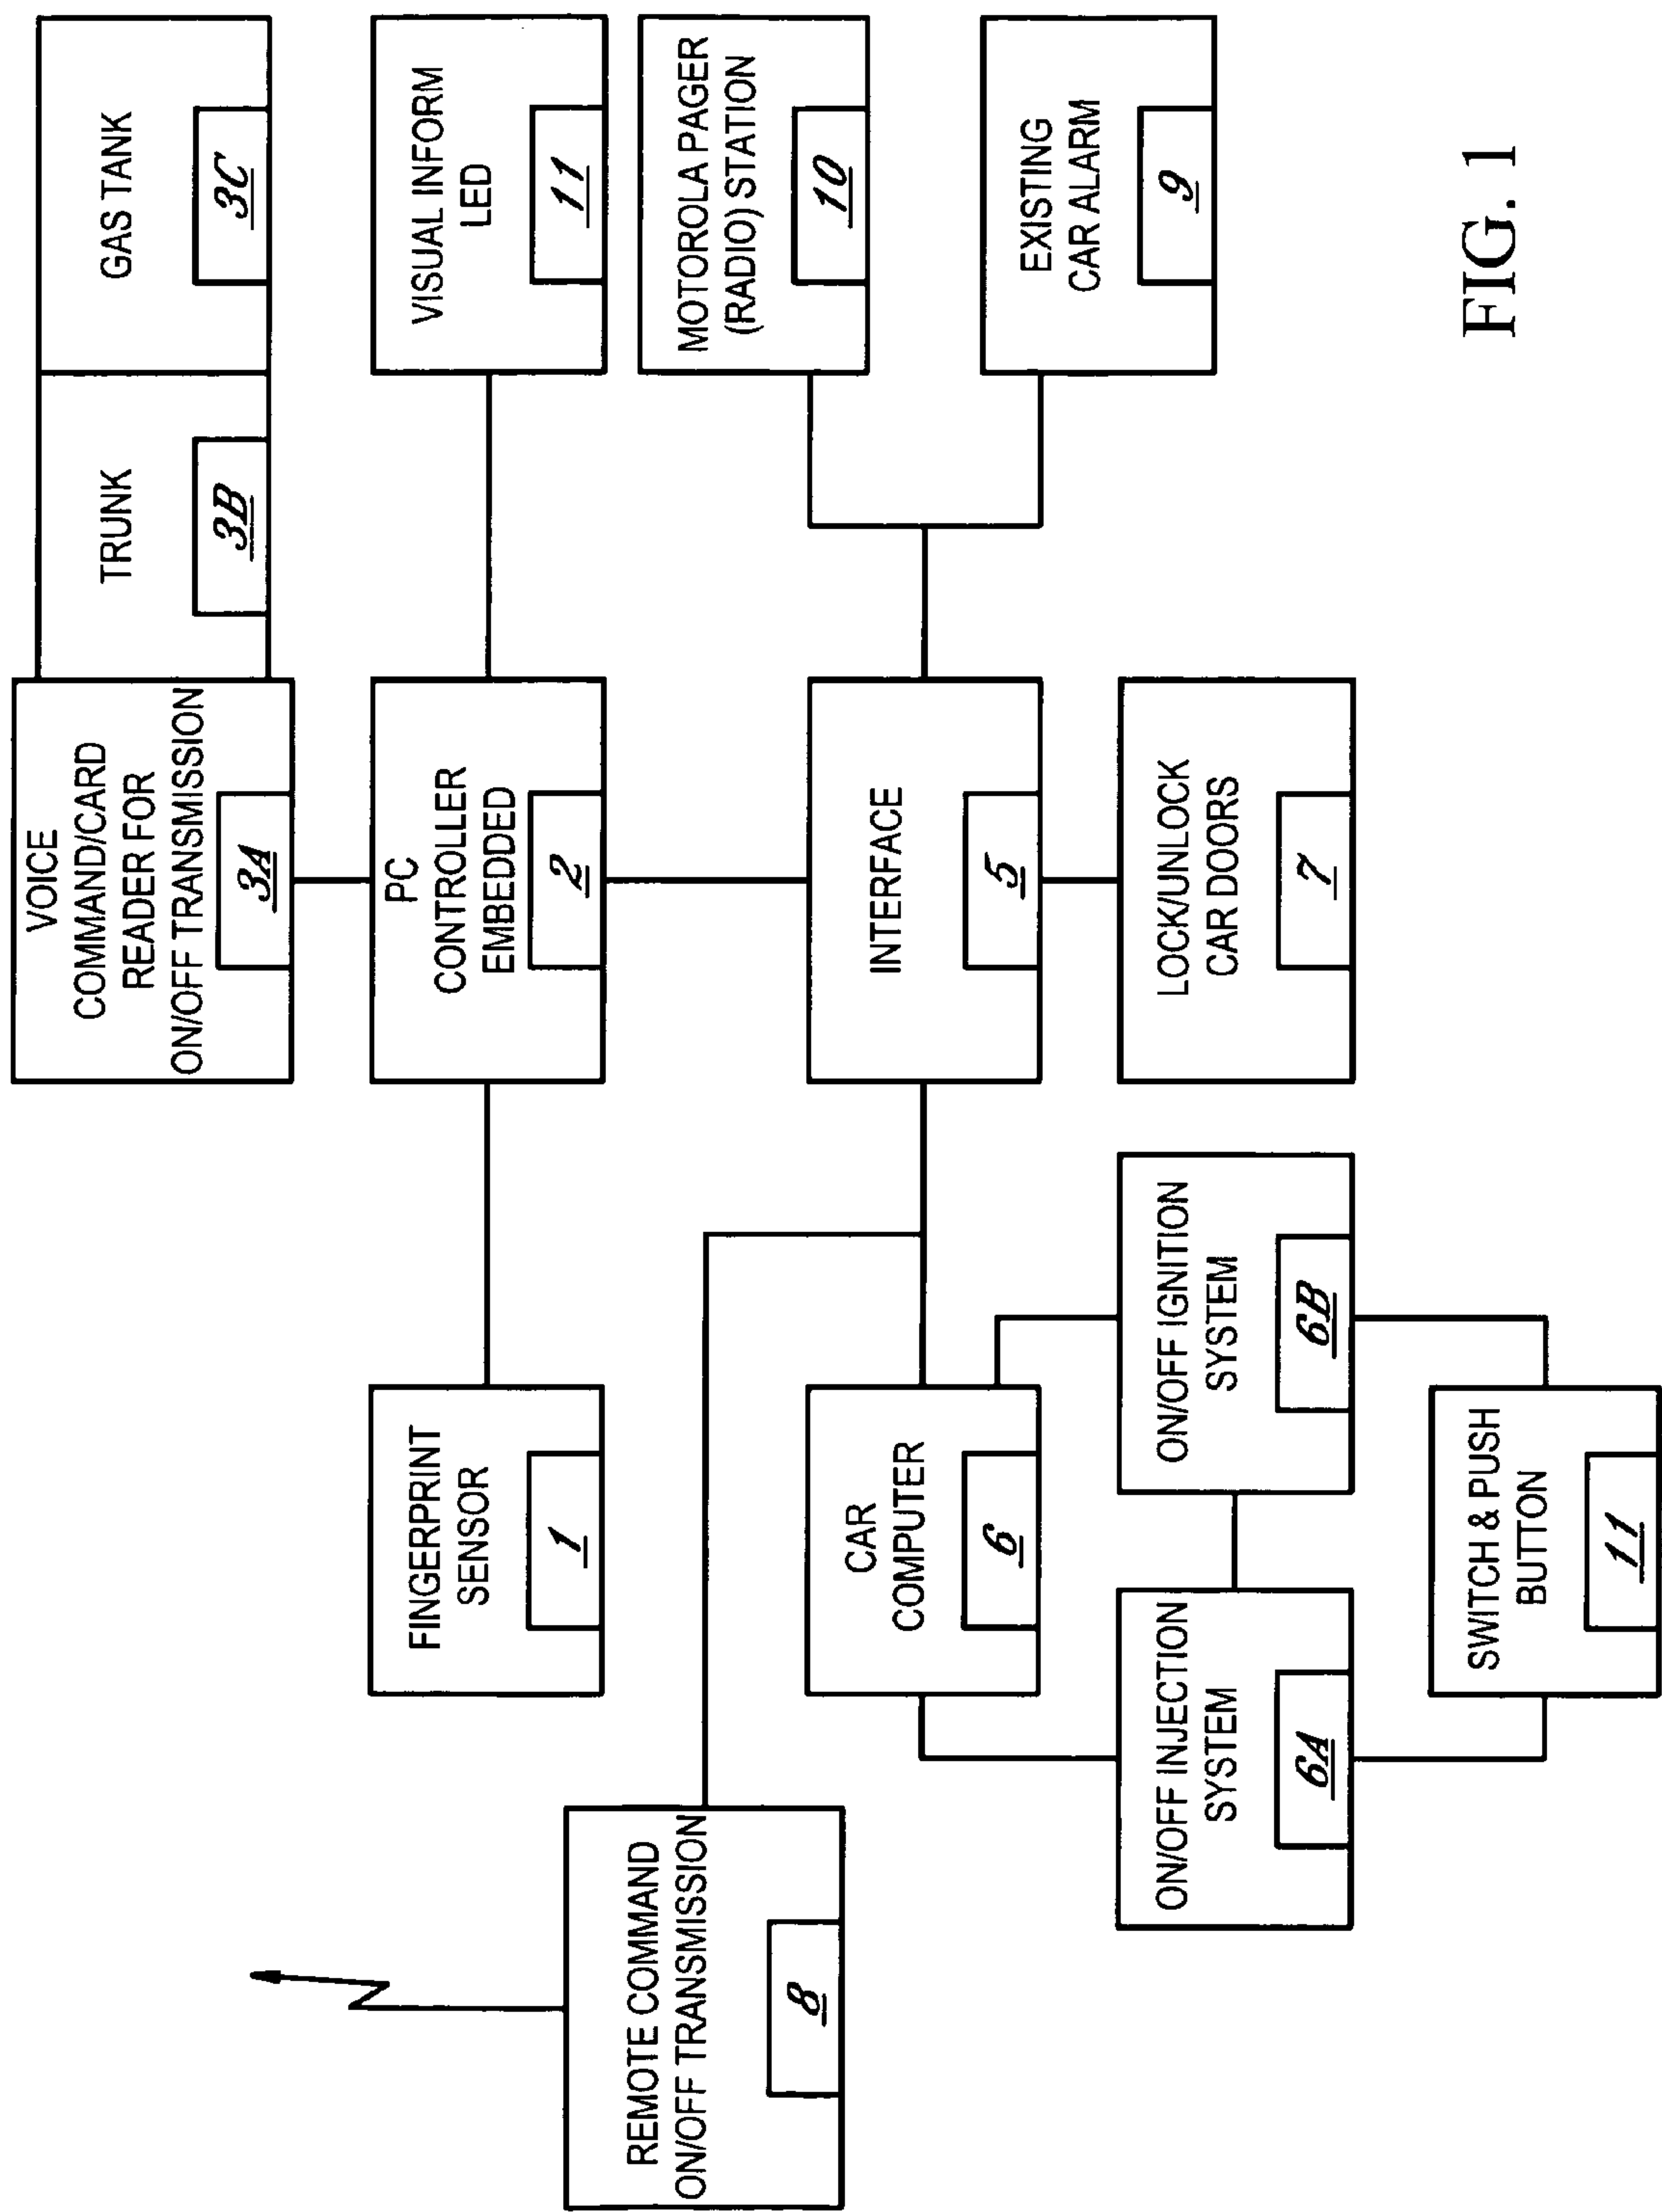 VOICE
COMMAND/CARD
READER FOR
ON/OFF TRANSMISSION
3A
TRUNK
3B
GAS TANK
3C
FINGERPRINT
SENSOR
1
PC
CONTROLLER
EMBEDDED
2
VISUAL INFORM
LED
11
REMOTE COMMAND
ON/OFF TRANSMISSION
8
MOTOROLA PAGER
(RADIO) STATION
10
CAR
COMPUTER
6
INTERFACE
5
EXISTING
CAR ALARM
9
ON/OFF INJECTION
SYSTEM
6A
ON/OFF IGNITION
SYSTEM
6B
LOCK/UNLOCK
CAR DOORS
7
SWITCH & PUSH
BUTTON
11
FIG. 1